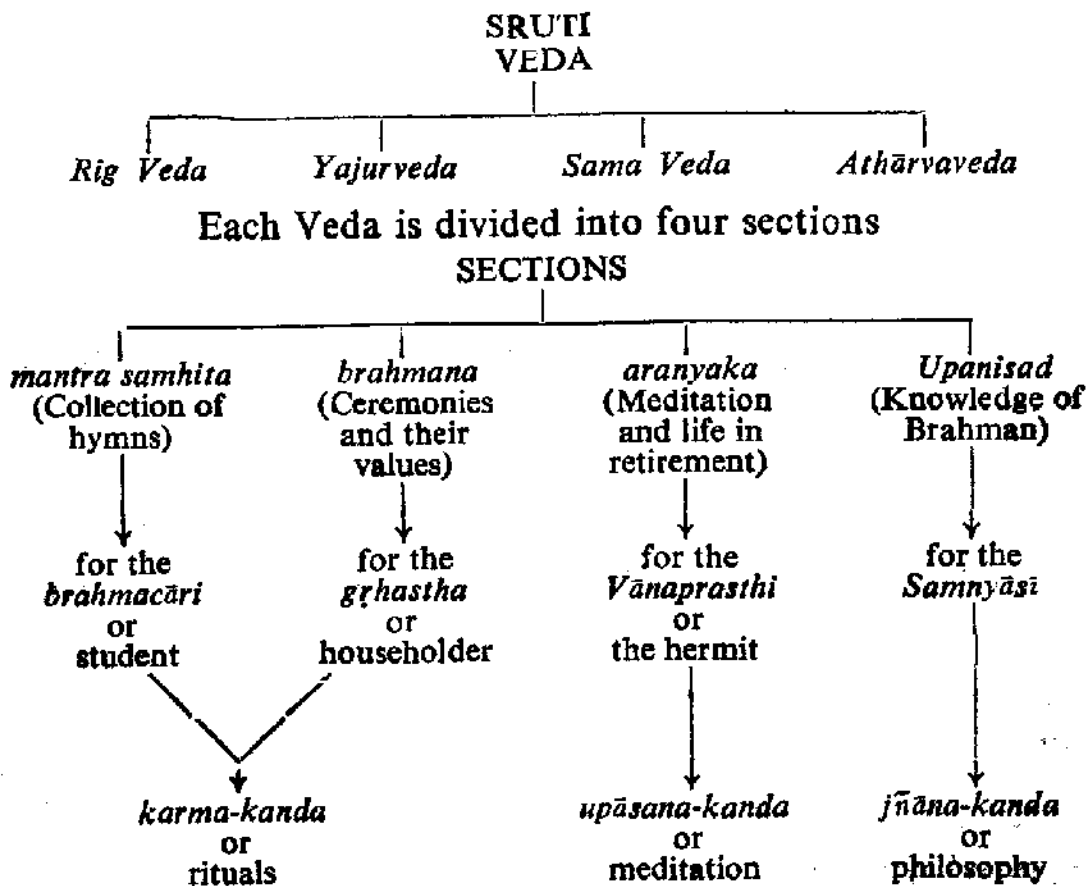 SRUTI
VEDA
Rig Veda Yajurveda Sama Veda Athārvaveda
Each Veda is divided into four sections
SECTIONS
mantra samhita
(Collection of
hymns)
for the
brahmacāri
or
student
brahmana
(Ceremonies
and their
values)
for the
gṛhastha
or
householder
karma-kanda
or
rituals
aranyaka
(Meditation
and life in
retirement)
for the
Vānaprasthi
or
the hermit
upāsana-kanda
or
meditation
Upanisad
(Knowledge of
Brahman)
for the
Samnyāsī
jñāna-kanda
or
philosophy